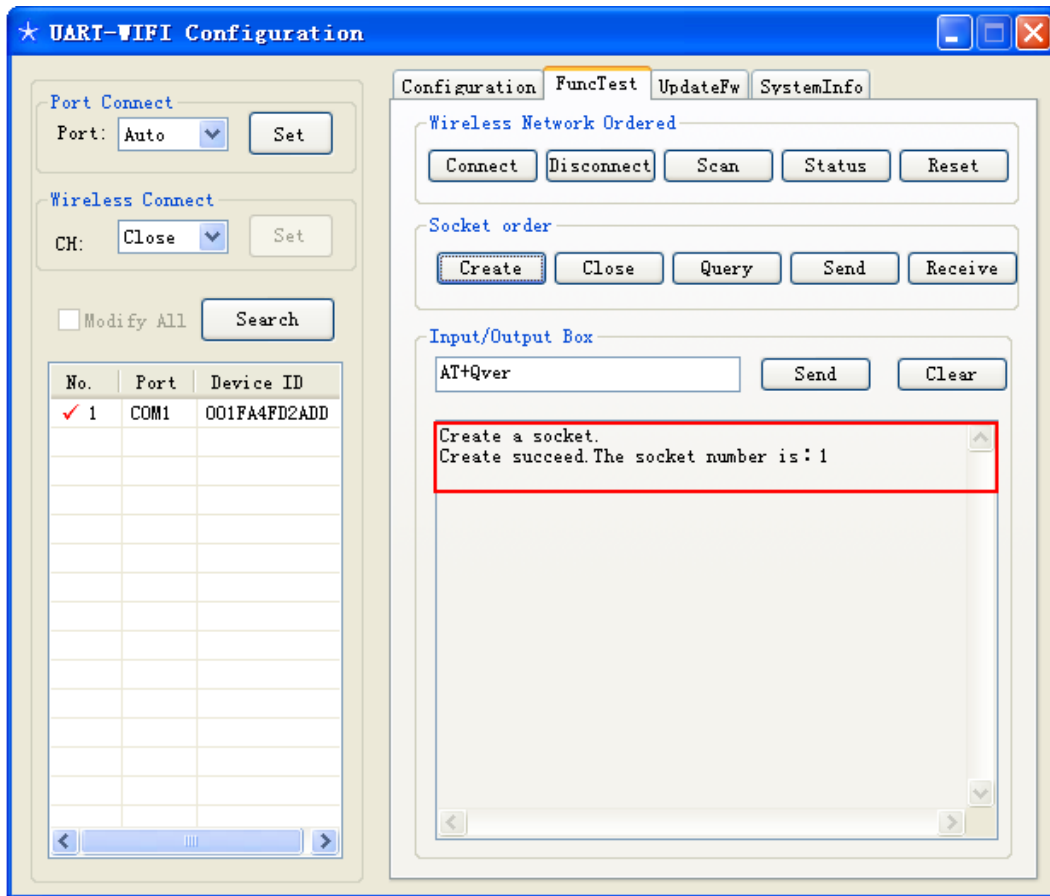 UART-WIFI Configuration
Port Connect
Port: Auto Set
Wireless Connect
CH: Close Set
Modify All Search
No. Port Device ID
1 COM1 001FA4FD2ADD
Configuration FuncTest UpdateFw SystemInfo
Wireless Network Ordered
Connect Disconnect Scan Status Reset
Socket order
Create Close Query Send Receive
Input/Output Box
AT+Qver Send Clear
Create a socket.
Create succeed.The socket number is：1